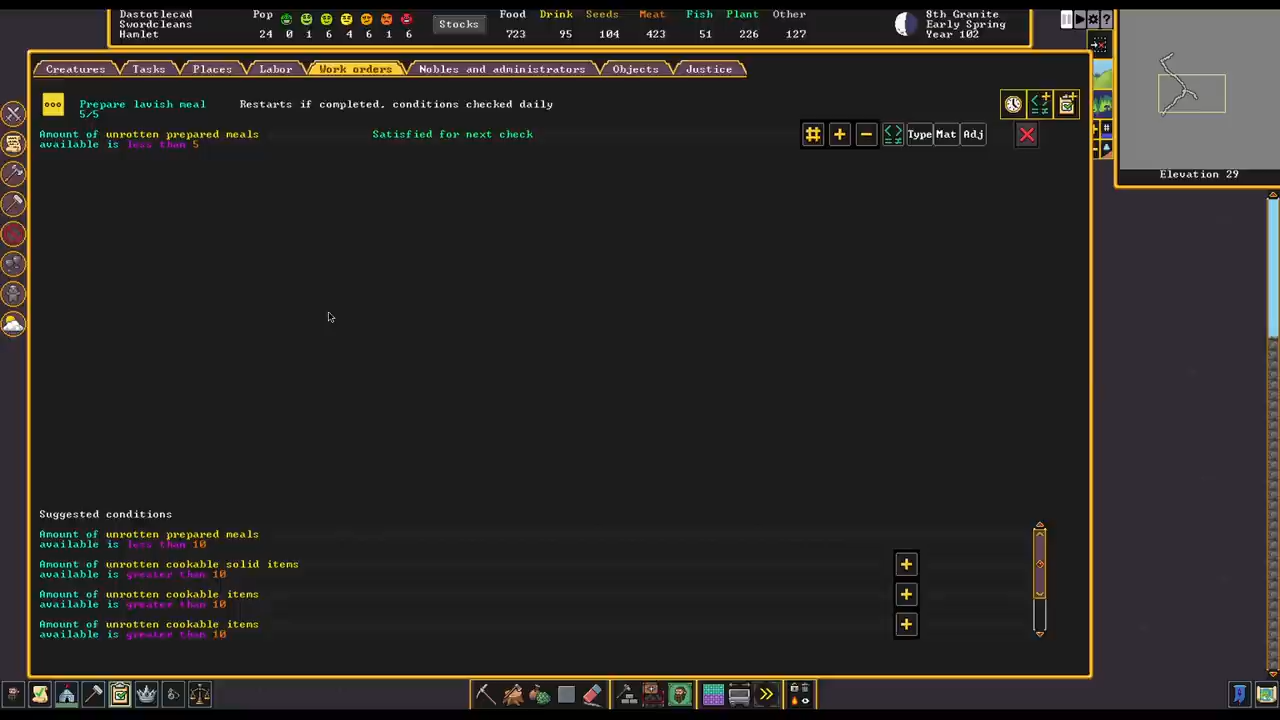 Dastotlecad
Swordcleans
Hamlet
Pop
24 0 1 6 4 6 1 6
Stocks
Food Drink Seeds Meat Fish Plant Other
723 95 104 423 51 226 127
8th Granite
Early Spring
Year 102
Creatures Tasks Places Labor Work orders Nobles and administrators Objects Justice
Prepare lavish meal
5/5
Restarts if completed, conditions checked daily
Amount of unrotten prepared meals
available is less than 5
Satisfied for next check
Type Mat Adj
Elevation 29
Suggested conditions
Amount of unrotten prepared meals
available is less than 10
Amount of unrotten cookable solid items
available is greater than 10
Amount of unrotten cookable items
available is greater than 10
Amount of unrotten cookable items
available is greater than 10